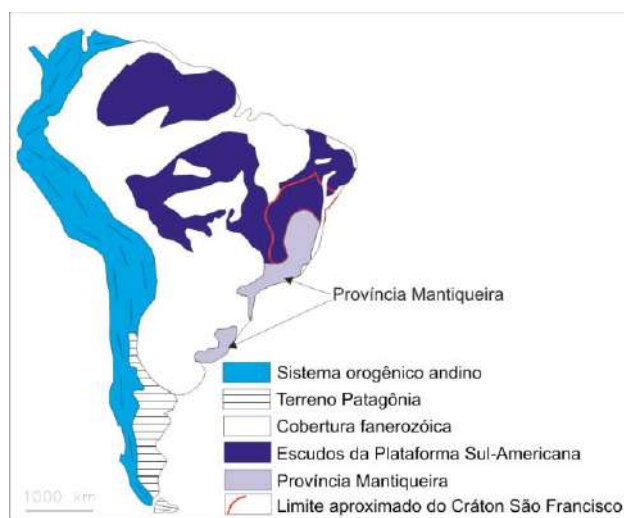 Província Mantiqueira
Sistema orogênico andino
Terreno Patagônia
Cobertura fanerozóica
Escudos da Plataforma Sul-Americana
Província Mantiqueira
Limite aproximado do Cráton São Francisco
1000 km